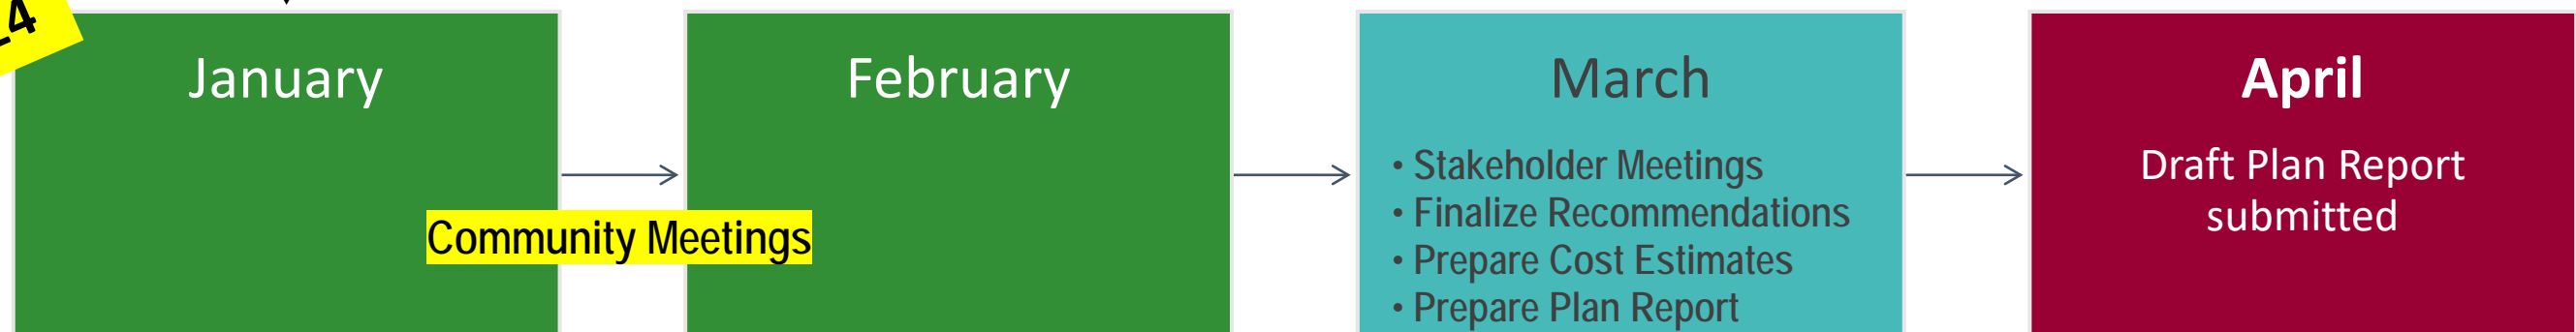 January
Community Meetings
February
March
• Stakeholder Meetings
• Finalize Recommendations
• Prepare Cost Estimates
• Prepare Plan Report
April
Draft Plan Report
submitted